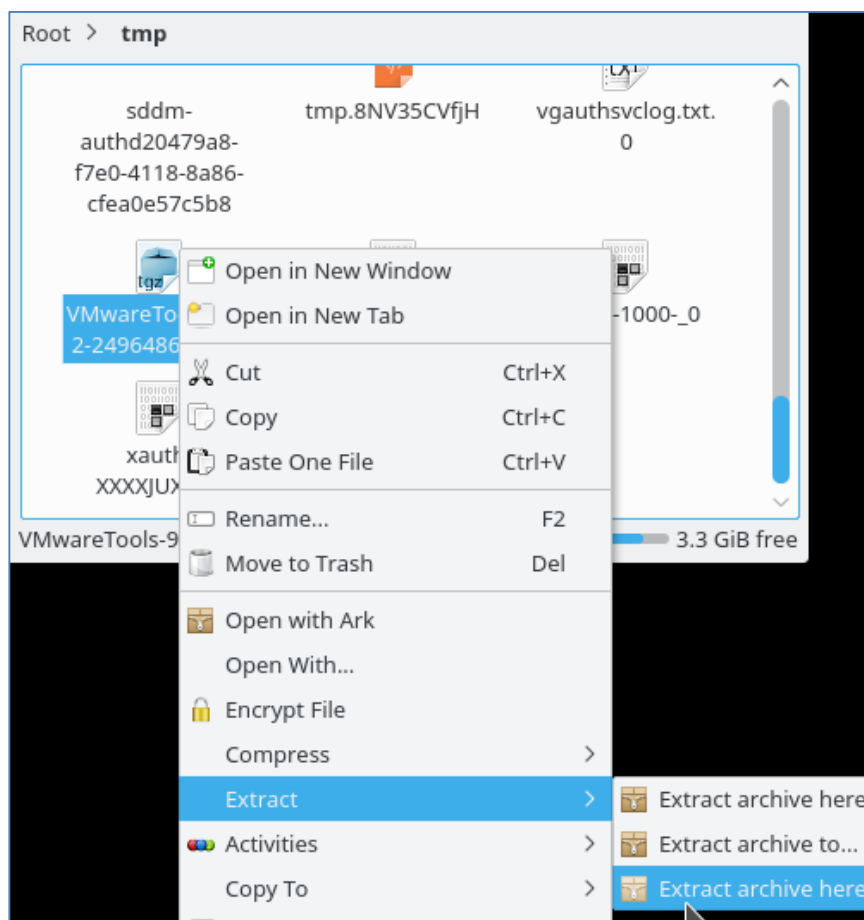 Root > tmp
sddm-
authd20479a8-
f7e0-4118-8a86-
cfea0e57c5b8
tmp.8NV35CVfjH
vgauthsvclog.txt.
0
tgz
VMwareTo
2-2496486
-1000-_0
xauth
XXXXJUX
VMwareTools-9
3.3 GiB free
Open in New Window
Open in New Tab
Cut Ctrl+X
Copy Ctrl+C
Paste One File Ctrl+V
Rename... F2
Move to Trash Del
Open with Ark
Open With...
Encrypt File
Compress
Extract
Activities
Copy To
Extract archive here
Extract archive to...
Extract archive here